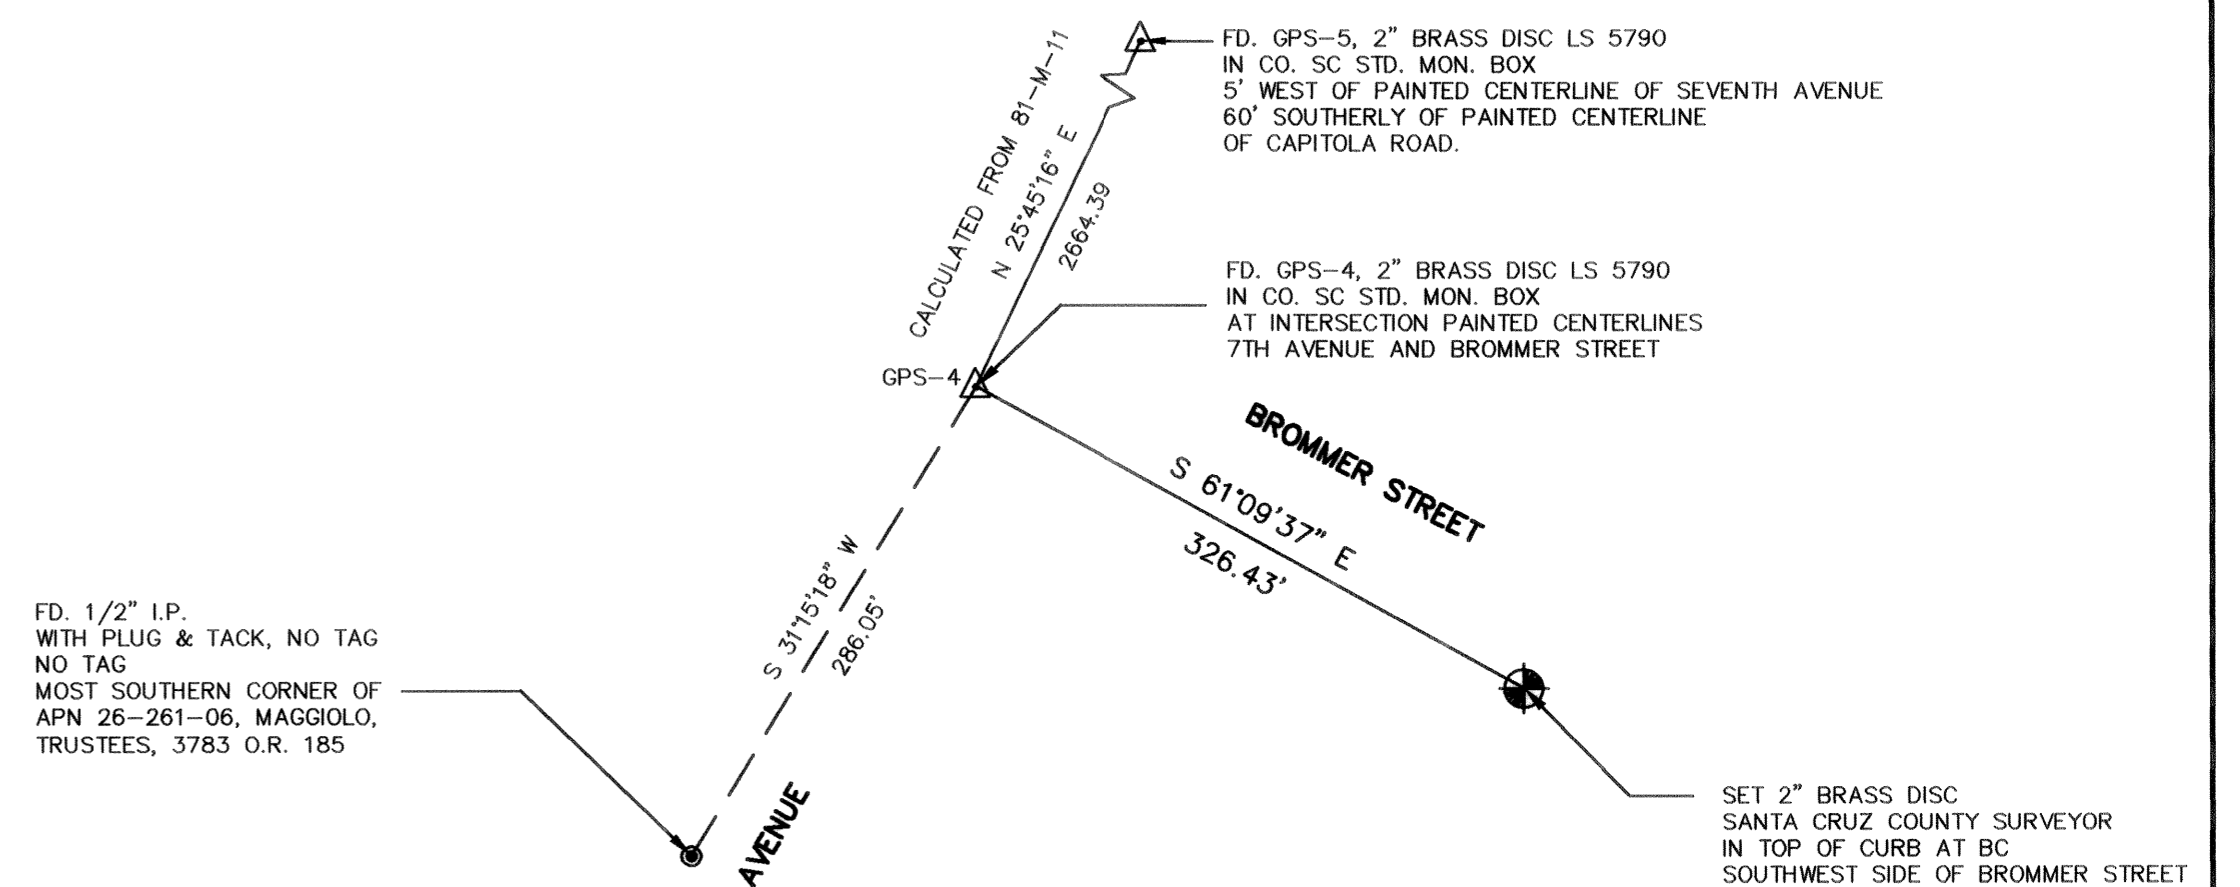 FD. GPS-5, 2" BRASS DISC LS 5790
IN CO. SC STD. MON. BOX
5' WEST OF PAINTED CENTERLINE OF SEVENTH AVENUE
60' SOUTHERLY OF PAINTED CENTERLINE
OF CAPITOLA ROAD.
CALCULATED FROM 81-M-11
N 25°45'16" E
2664.39
FD. GPS-4, 2" BRASS DISC LS 5790
IN CO. SC STD. MON. BOX
AT INTERSECTION PAINTED CENTERLINES
7TH AVENUE AND BROMMER STREET
GPS-4
BROMMER STREET
S 61°09'37" E
326.43'
S 31°15'18" W
286.05'
FD. 1/2" I.P.
WITH PLUG & TACK, NO TAG
NO TAG
MOST SOUTHERN CORNER OF
APN 26-261-06, MAGGIOLO,
TRUSTEES, 3783 O.R. 185
AVENUE
SET 2" BRASS DISC
SANTA CRUZ COUNTY SURVEYOR
IN TOP OF CURB AT BC
SOUTHWEST SIDE OF BROMMER STREET